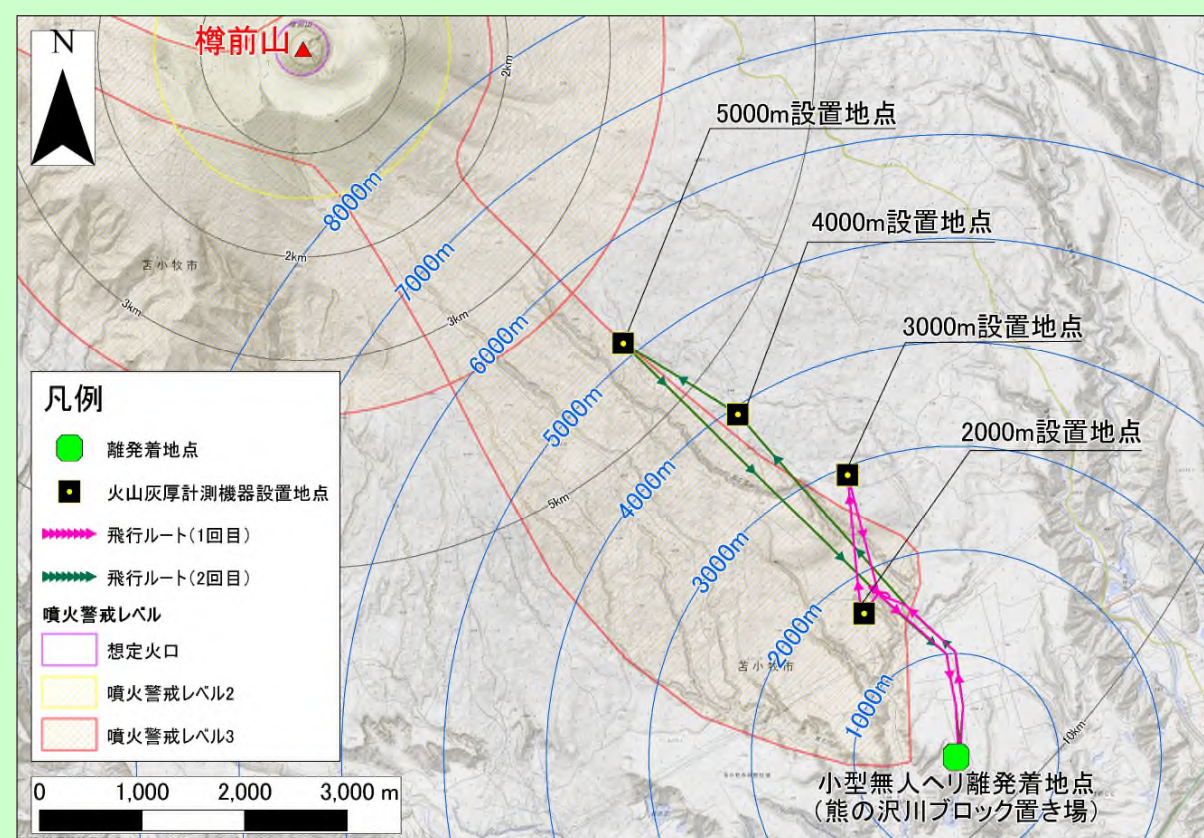 樽前山
N
2km
2km
5000m設置地点
4000m設置地点
8000m
苫小牧市
7000m
3km
3km
6000m
3000m設置地点
5000m
2000m設置地点
4000m
5km
3000m
2000m
苫小牧市
1000m
10km
凡例
離発着地点
火山灰厚計測機器設置地点
飛行ルート(1回目)
飛行ルート(2回目)
噴火警戒レベル
想定火口
噴火警戒レベル2
噴火警戒レベル3
0 1,000 2,000 3,000 m
小型無人ヘリ離発着地点
(熊の沢川ブロック置き場)